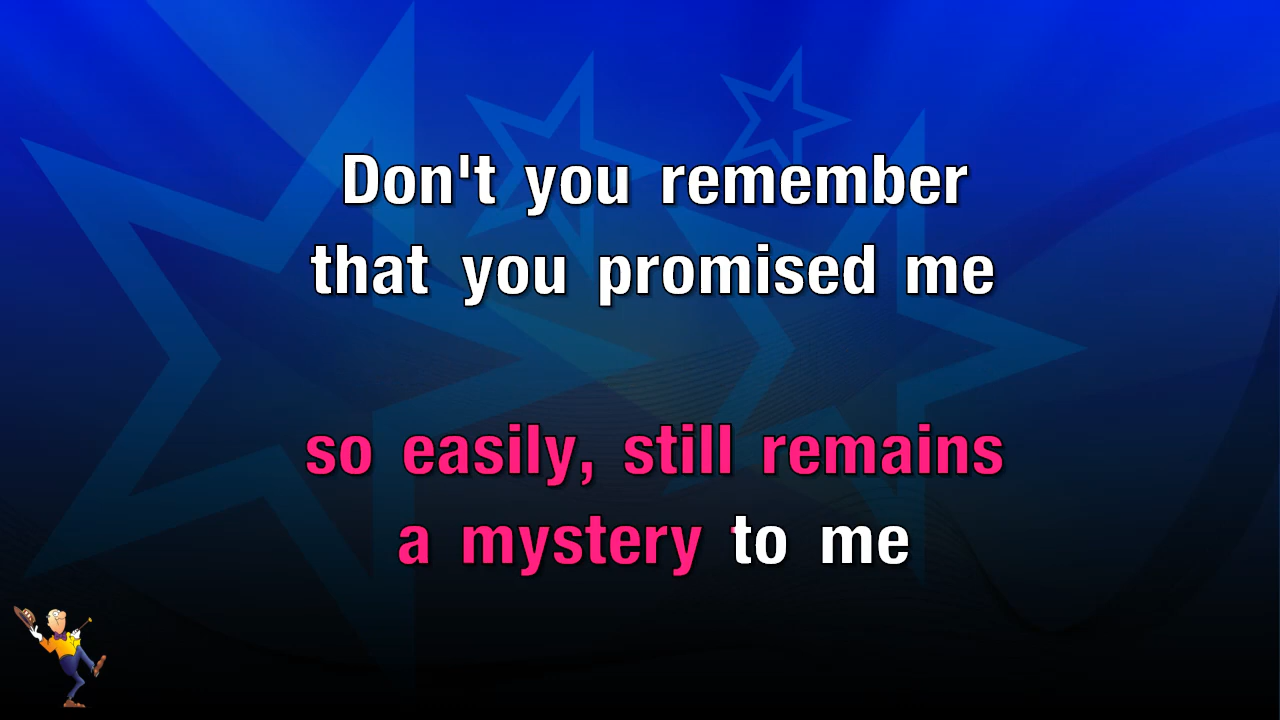 Don't you remember
that you promised me
so easily, still remains
a mystery to me